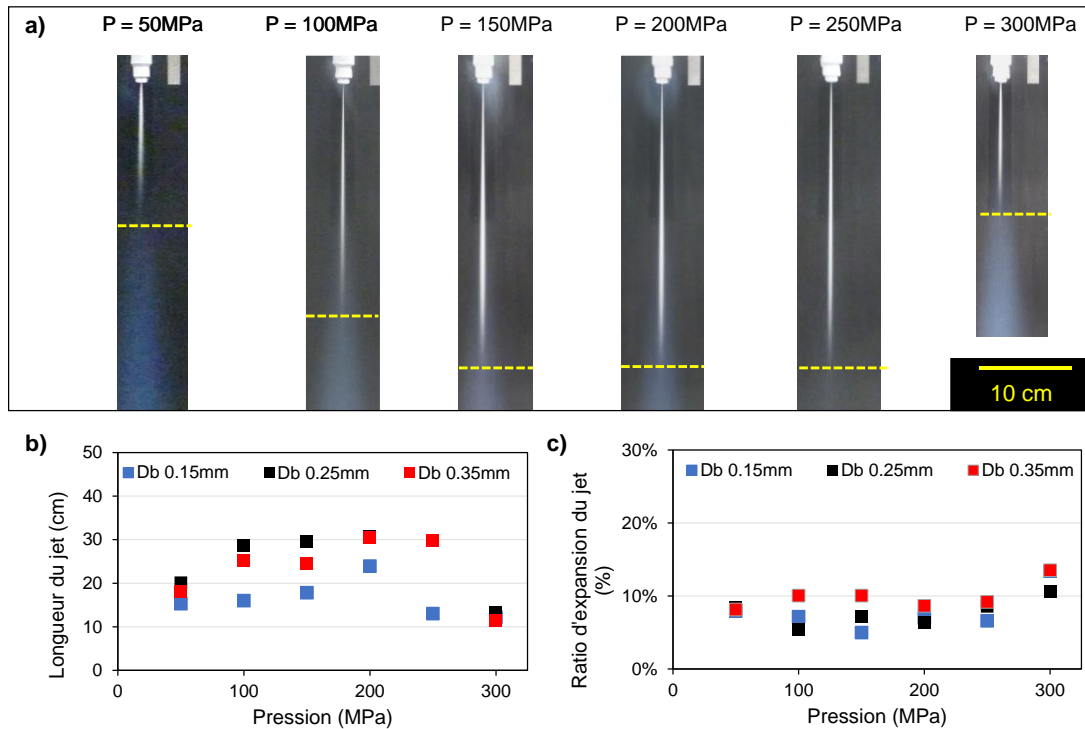 a) P = 50MPa P = 100MPa P = 150MPa P = 200MPa P = 250MPa P = 300MPa
10 cm
b)
50
Db 0.15mm Db 0.25mm Db 0.35mm
40
30
20
10
0
0 100 200 300
Longueur du jet (cm)
Pression (MPa)
c)
30%
Db 0.15mm Db 0.25mm Db 0.35mm
20%
10%
0%
0 100 200 300
Ratio d'expansion du jet
(%)
Pression (MPa)